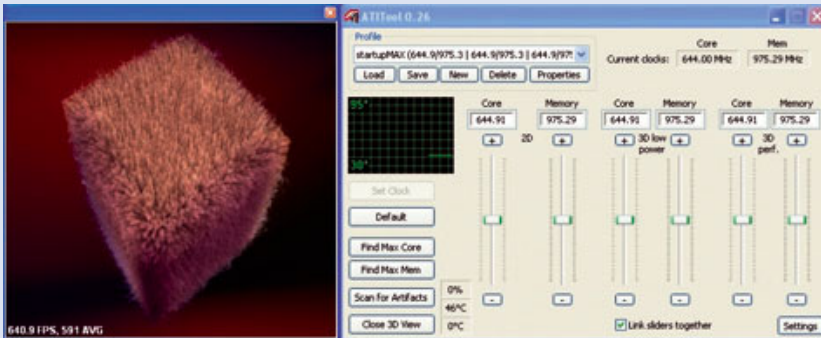 ATITool 0.26
Profile
startupMAX (644.9/975.3 | 644.9/975.3 | 644.9/975
Load Save New Delete Properties
Core Mem
Current clocks: 644.00 MHz 975.29 MHz
95°
30°
Core Memory Core Memory Core Memory
644.91 975.29 644.91 975.29 644.91 975.29
+ 2D + + 3D low power + + 3D perf. +
Set Clock
Default
Find Max Core
Find Max Mem
Scan for Artifacts
Close 3D View
0%
46°C
0°C
- - - - - -
Link sliders together
Settings
640.9 FPS, 591 AVG